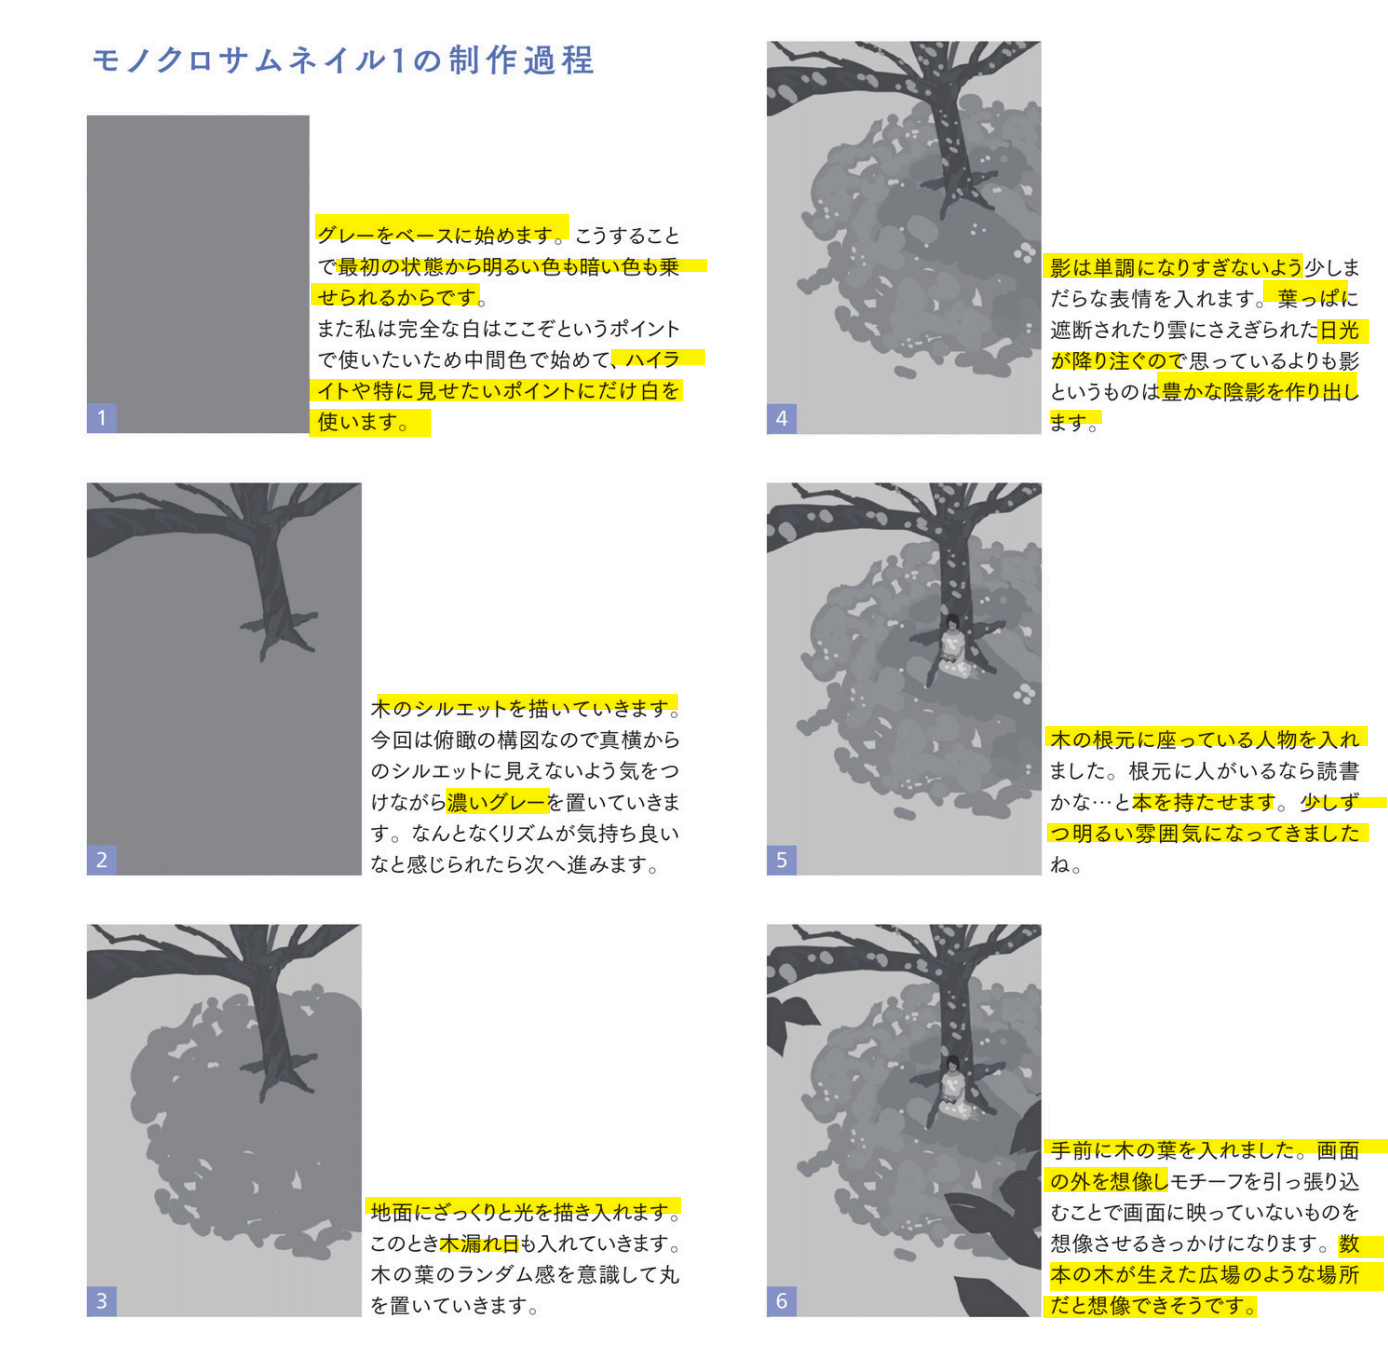 モノクロサムネイル1の制作過程
グレーをベースに始めます。こうすること
で最初の状態から明るい色も暗い色も乗
せられるからです。
また私は完全な白はここぞというポイント
で使いたいため中間色で始めて、ハイラ
イトや特に見せたいポイントにだけ白を
使います。
1
木のシルエットを描いていきます。
今回は俯瞰の構図なので真横から
のシルエットに見えないよう気をつ
けながら濃いグレーを置いていきま
す。なんとなくリズムが気持ち良い
なと感じられたら次へ進みます。
2
地面にざっくりと光を描き入れます。
このとき木漏れ日も入れていきます。
木の葉のランダム感を意識して丸
を置いていきます。
3
影は単調になりすぎないよう少しま
だらな表情を入れます。葉っぱに
遮断されたり雲にさえぎられた日光
が降り注ぐので思っているよりも影
というものは豊かな陰影を作り出し
ます。
4
木の根元に座っている人物を入れ
ました。根元に人がいるなら読書
かな…と本を持たせます。少しず
つ明るい雰囲気になってきました
ね。
5
手前に木の葉を入れました。画面
の外を想像しモチーフを引っ張り込
むことで画面に映っていないものを
想像させるきっかけになります。数
本の木が生えた広場のような場所
だと想像できそうです。
6